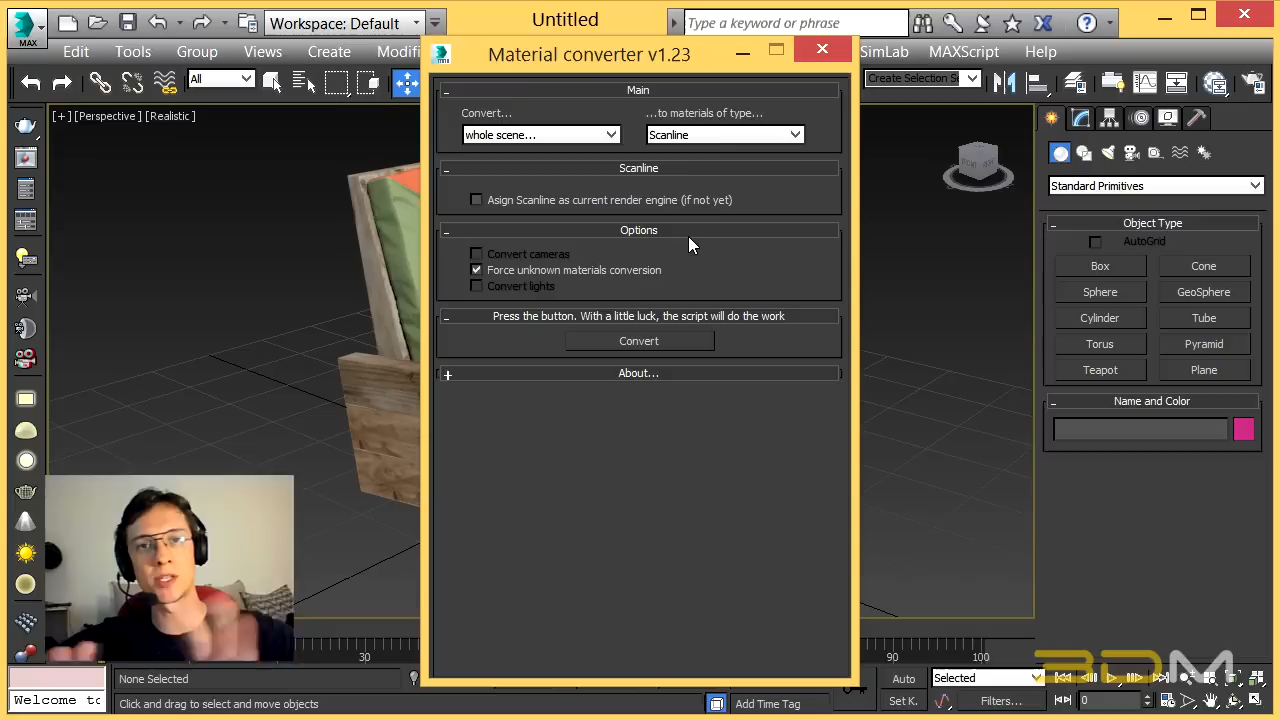 MAX
Workspace: Default
Untitled
Type a keyword or phrase
Edit Tools Group Views Create Modifi
SimLab MAXScript Help
Material converter v1.23
All
Create Selection Se
[+] [Perspective] [Realistic]
Main
Convert... ...to materials of type...
whole scene... Scanline
Scanline
Asign Scanline as current render engine (if not yet)
Options
Convert cameras
Force unknown materials conversion
Convert lights
Press the button. With a little luck, the script will do the work
Convert
About...
Standard Primitives
Object Type
AutoGrid
Box Cone
Sphere GeoSphere
Cylinder Tube
Torus Pyramid
Teapot Plane
Name and Color
30 90 100
3DM
None Selected
Auto Selected
Welcome to
Click and drag to select and move objects
Add Time Tag
Set K. Filters... 0